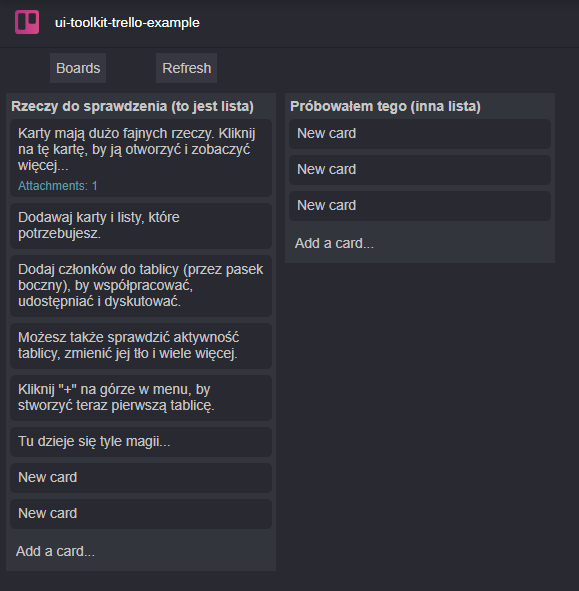 ui-toolkit-trello-example
Boards
Refresh
Rzeczy do sprawdzenia (to jest lista)
Karty mają dużo fajnych rzeczy. Kliknij
na tę kartę, by ją otworzyć i zobaczyć
więcej...
Attachments: 1
Dodawaj karty i listy, które
potrzebujesz.
Dodaj członków do tablicy (przez pasek
boczny), by współpracować,
udostępniać i dyskutować.
Możesz także sprawdzić aktywność
tablicy, zmienić jej tło i wiele więcej.
Kliknij "+" na górze w menu, by
stworzyć teraz pierwszą tablicę.
Tu dzieje się tyle magii...
New card
New card
Add a card...
Próbowałem tego (inna lista)
New card
New card
New card
Add a card...